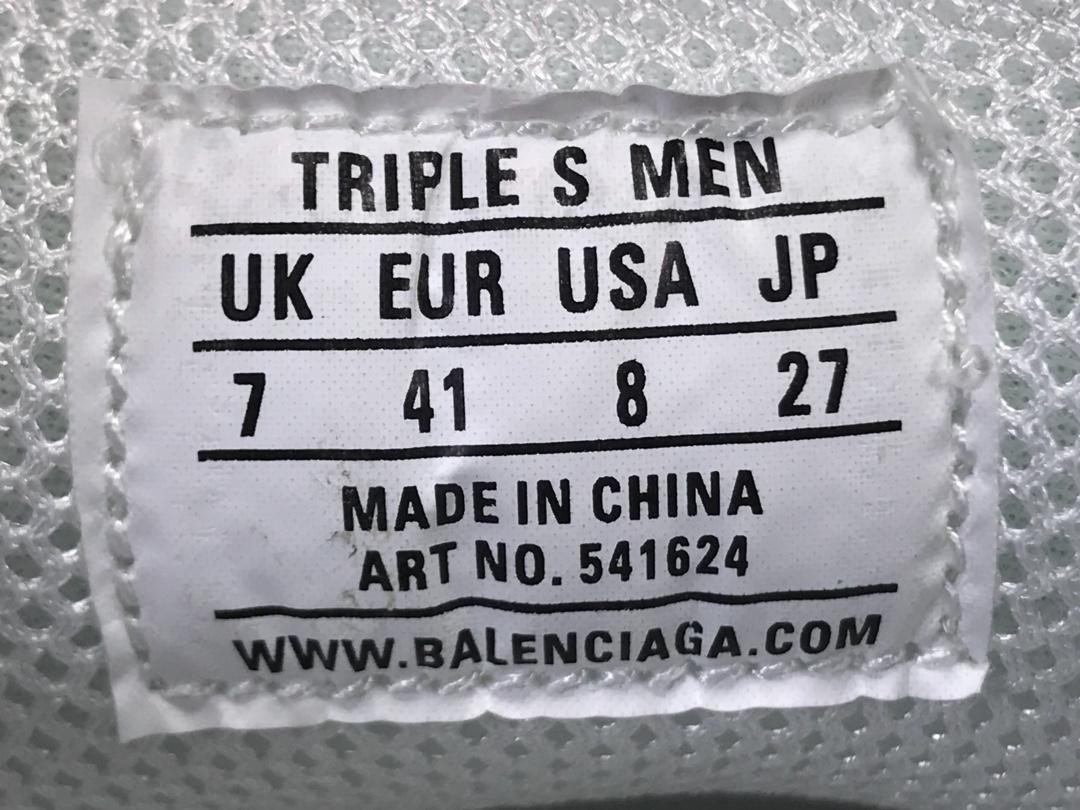 TRIPLE S MEN
UK EUR USA JP
7 41 8 27
MADE IN CHINA
ART NO. 541624
WWW.BALENCIAGA.COM